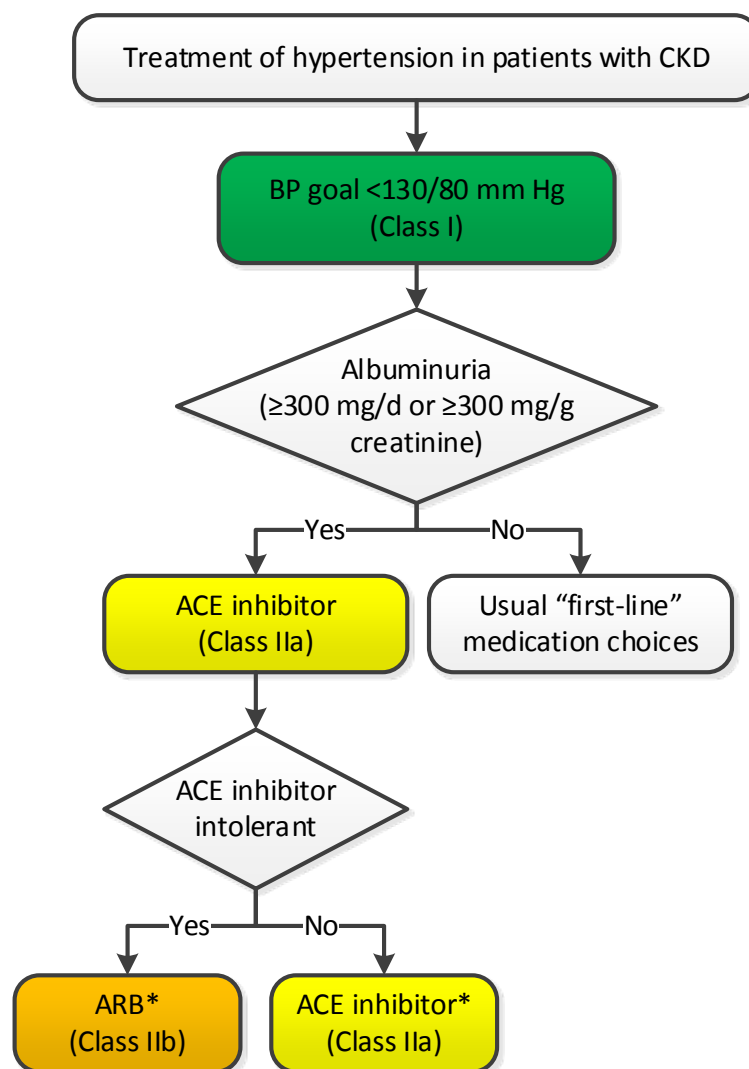 Treatment of hypertension in patients with CKD
BP goal <130/80 mm Hg
(Class I)
Albuminuria
(≥300 mg/d or ≥300 mg/g
creatinine)
Yes
No
ACE inhibitor
(Class IIa)
Usual “first-line”
medication choices
ACE inhibitor
intolerant
Yes
No
ARB*
(Class IIb)
ACE inhibitor*
(Class IIa)